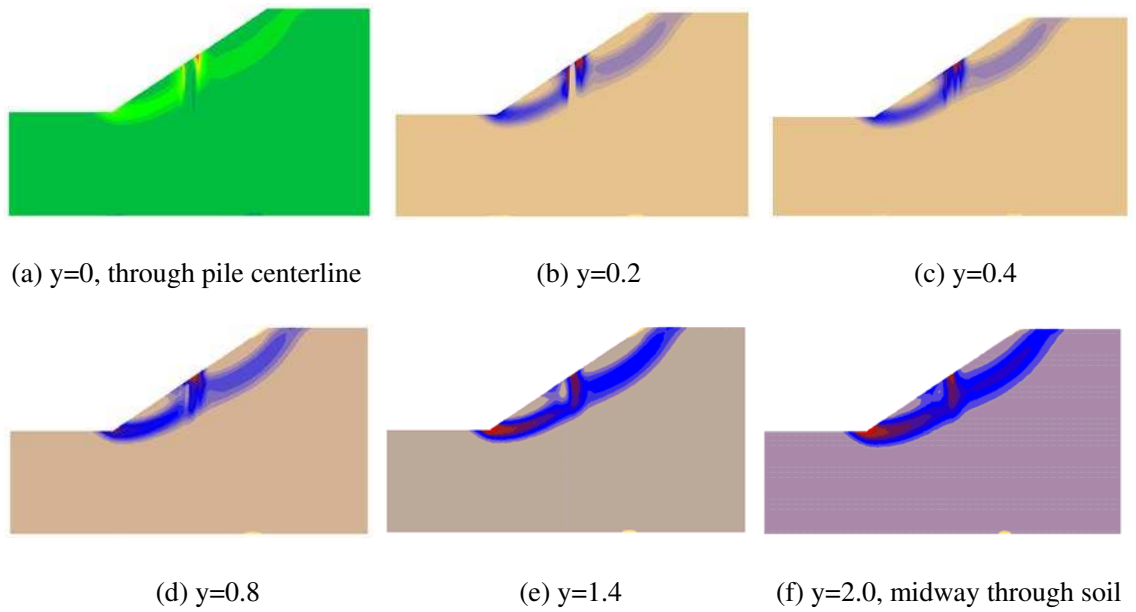 (a) y=0, through pile centerline
(b) y=0.2
(c) y=0.4
(d) y=0.8
(e) y=1.4
(f) y=2.0, midway through soil